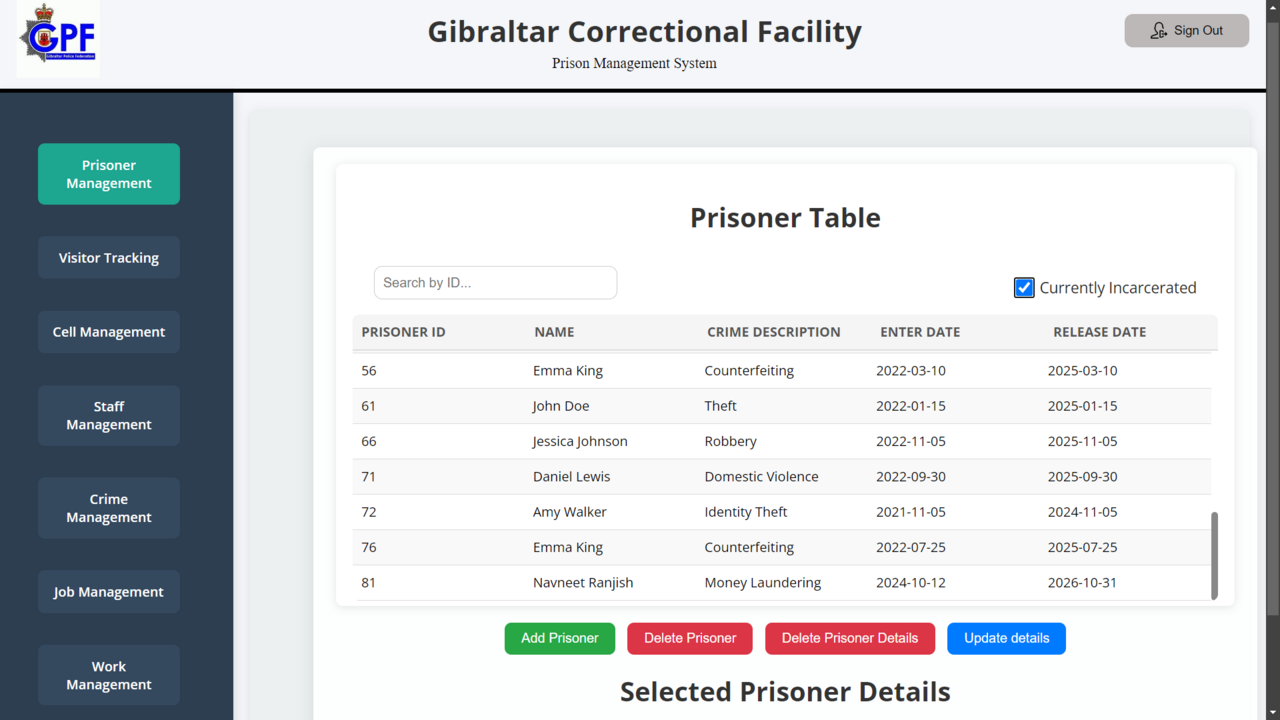 GPF
Gibraltar Police Federation
Gibraltar Correctional Facility
Prison Management System
Sign Out
Prisoner
Management
Visitor Tracking
Cell Management
Staff
Management
Crime
Management
Job Management
Work
Management
Prisoner Table
Search by ID...
Currently Incarcerated
PRISONER ID NAME CRIME DESCRIPTION ENTER DATE RELEASE DATE
56 Emma King Counterfeiting 2022-03-10 2025-03-10
61 John Doe Theft 2022-01-15 2025-01-15
66 Jessica Johnson Robbery 2022-11-05 2025-11-05
71 Daniel Lewis Domestic Violence 2022-09-30 2025-09-30
72 Amy Walker Identity Theft 2021-11-05 2024-11-05
76 Emma King Counterfeiting 2022-07-25 2025-07-25
81 Navneet Ranjish Money Laundering 2024-10-12 2026-10-31
Add Prisoner Delete Prisoner Delete Prisoner Details Update details
Selected Prisoner Details